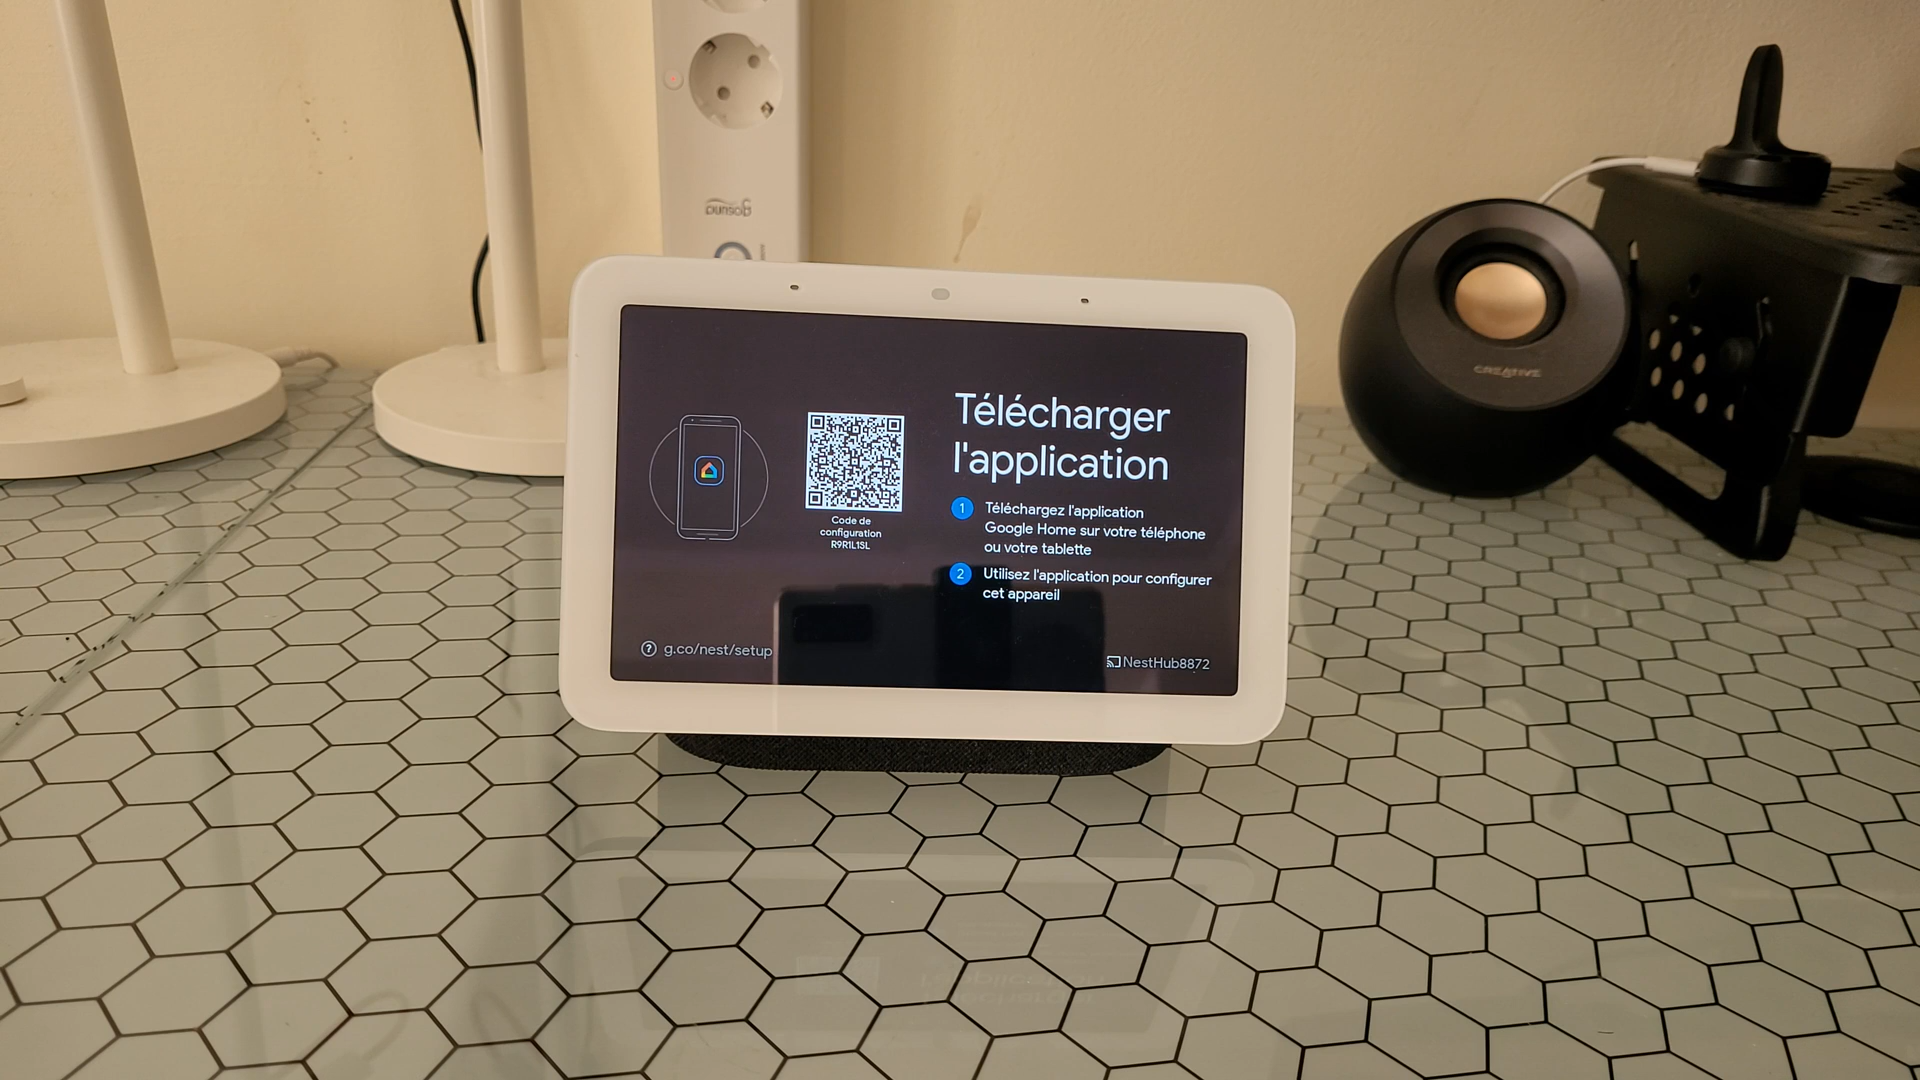 CREATIVE
Télécharger
l'application
Code de
configuration
R9R1L1SL
1 Téléchargez l'application
Google Home sur votre téléphone
ou votre tablette
2 Utilisez l'application pour configurer
cet appareil
? g.co/nest/setup
NestHub8872